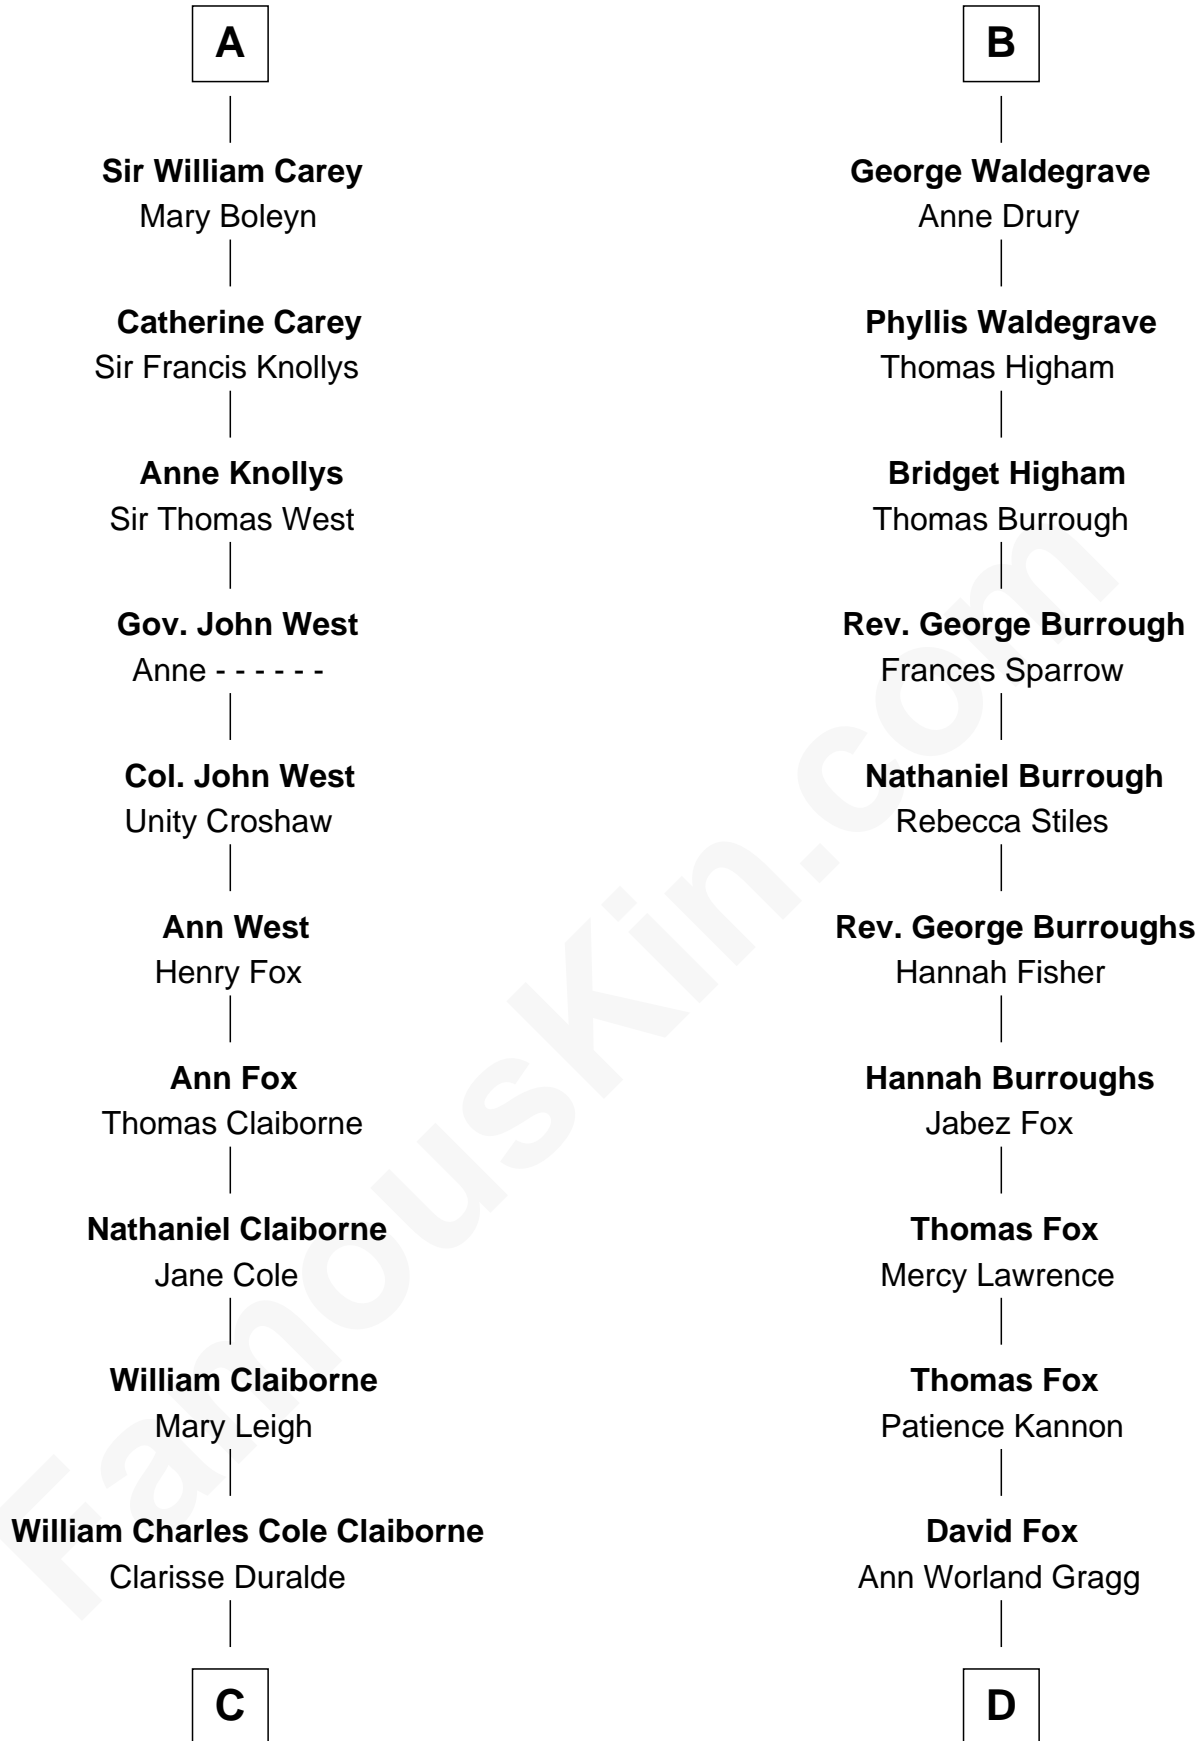 A
Sir William Carey
Mary Boleyn
Catherine Carey
Sir Francis Knollys
Anne Knollys
Sir Thomas West
Gov. John West
Anne - - - - - -
Col. John West
Unity Croshaw
Ann West
Henry Fox
Ann Fox
Thomas Claiborne
Nathaniel Claiborne
Jane Cole
William Claiborne
Mary Leigh
William Charles Cole Claiborne
Clarisse Duralde
C
B
George Waldegrave
Anne Drury
Phyllis Waldegrave
Thomas Higham
Bridget Higham
Thomas Burrough
Rev. George Burrough
Frances Sparrow
Nathaniel Burrough
Rebecca Stiles
Rev. George Burroughs
Hannah Fisher
Hannah Burroughs
Jabez Fox
Thomas Fox
Mercy Lawrence
Thomas Fox
Patience Kannon
David Fox
Ann Worland Gragg
D
FamousKin.com